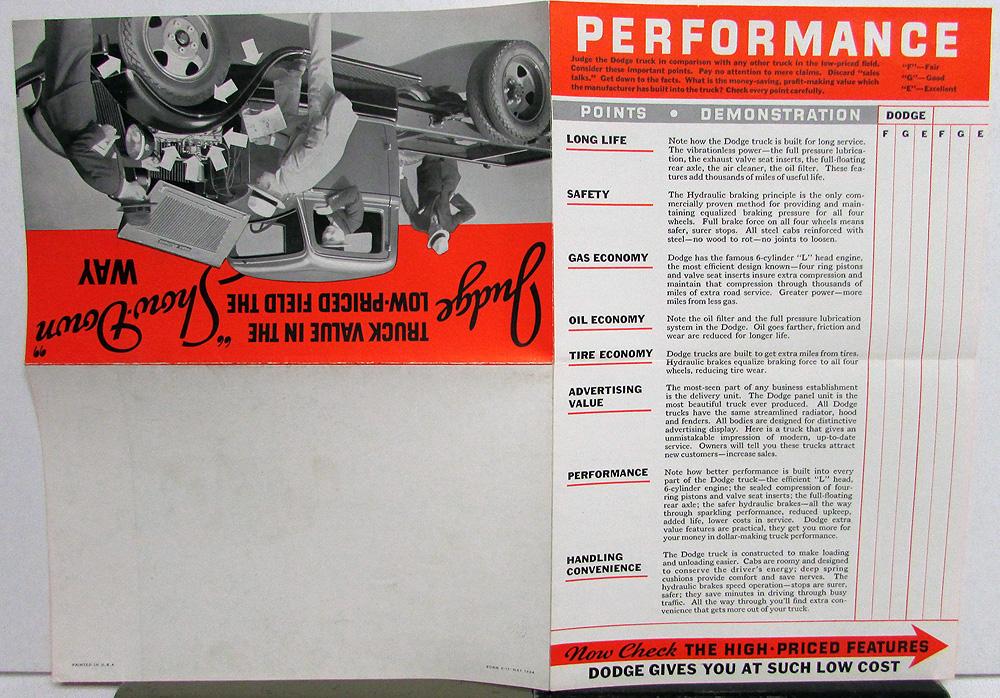 PERFORMANCE
Judge the Dodge truck in comparison with any other truck in the low-priced field.
Consider these important points. Pay no attention to mere claims. Discard "sales
talks." Get down to the facts. What is the money-saving, profit-making value which
the manufacturer has built into the truck? Check every point carefully.
"F"—Fair
"G"—Good
"E"—Excellent
POINTS • DEMONSTRATION
DODGE
F G E F G E
LONG LIFE
Note how the Dodge truck is built for long service.
The vibrationless power—the full pressure lubrica-
tion, the exhaust valve seat inserts, the full-floating
rear axle, the air cleaner, the oil filter. These fea-
tures add thousands of miles of useful life.
SAFETY
The Hydraulic braking principle is the only com-
mercially proven method for providing and main-
taining equalized braking pressure for all four
wheels. Full brake force on all four wheels means
safer, surer stops. All steel cabs reinforced with
steel—no wood to rot—no joints to loosen.
GAS ECONOMY
Dodge has the famous 6-cylinder "L" head engine,
the most efficient design known—four ring pistons
and valve seat inserts insure extra compression and
maintain that compression through thousands of
miles of extra road service. Greater power—more
miles from less gas.
OIL ECONOMY
Note the oil filter and the full pressure lubrication
system in the Dodge. Oil goes farther, friction and
wear are reduced for longer life.
TIRE ECONOMY
Dodge trucks are built to get extra miles from tires.
Hydraulic brakes equalize braking force to all four
wheels, reducing tire wear.
ADVERTISING
VALUE
The most-seen part of any business establishment
is the delivery unit. The Dodge panel unit is the
most beautiful truck ever produced. All Dodge
trucks have the same streamlined radiator, hood
and fenders. All bodies are designed for distinctive
advertising display. Here is a truck that gives an
unmistakable impression of modern, up-to-date
service. Owners will tell you these trucks attract
new customers—increase sales.
PERFORMANCE
Note how better performance is built into every
part of the Dodge truck—the efficient "L" head,
6-cylinder engine; the sealed compression of four-
ring pistons and valve seat inserts; the full-floating
rear axle; the safer hydraulic brakes—all the way
through sparkling performance, reduced upkeep,
added life, lower costs in service. Dodge extra
value features are practical, they get you more for
your money in dollar-making truck performance.
HANDLING
CONVENIENCE
The Dodge truck is constructed to make loading
and unloading easier. Cabs are roomy and designed
to conserve the driver's energy; deep spring
cushions provide comfort and save nerves. The
hydraulic brakes speed operation—stops are surer,
safer; they save minutes in driving through busy
traffic. All the way through you'll find extra con-
venience that gets more out of your truck.
Now Check THE HIGH-PRICED FEATURES
DODGE GIVES YOU AT SUCH LOW COST
Judge
TRUCK VALUE IN THE
LOW-PRICED FIELD THE
"Show-Down"
WAY
PRINTED IN U.S.A.